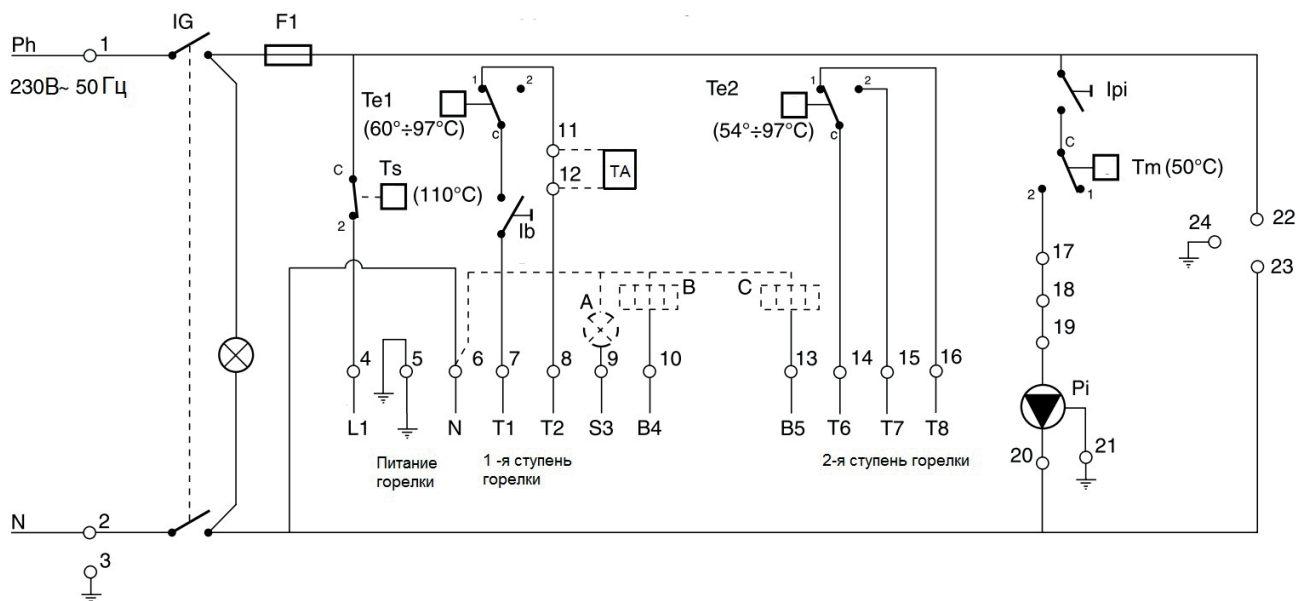 IG
F1
Ph
1
230В~ 50 Гц
Te1
(60°÷97°C)
1
2
c
11
12
TA
C
Ts
(110°C)
2
Ib
Te2
(54°÷97°C)
1
2
c
Ipi
C
Tm (50°C)
2
1
24
22
23
17
18
19
A
B
C
4
5
6
7
8
9
10
13
14
15
16
Pi
L1
N
T1
T2
S3
B4
B5
T6
T7
T8
20
21
Питание
горелки
1 -я ступень
горелки
2-я ступень горелки
N
2
3